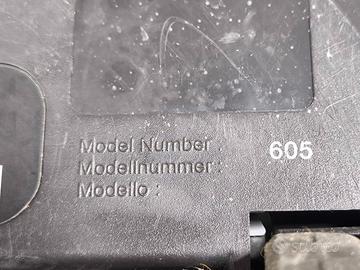 Model Number : 605
Modellnummer :
Modello :